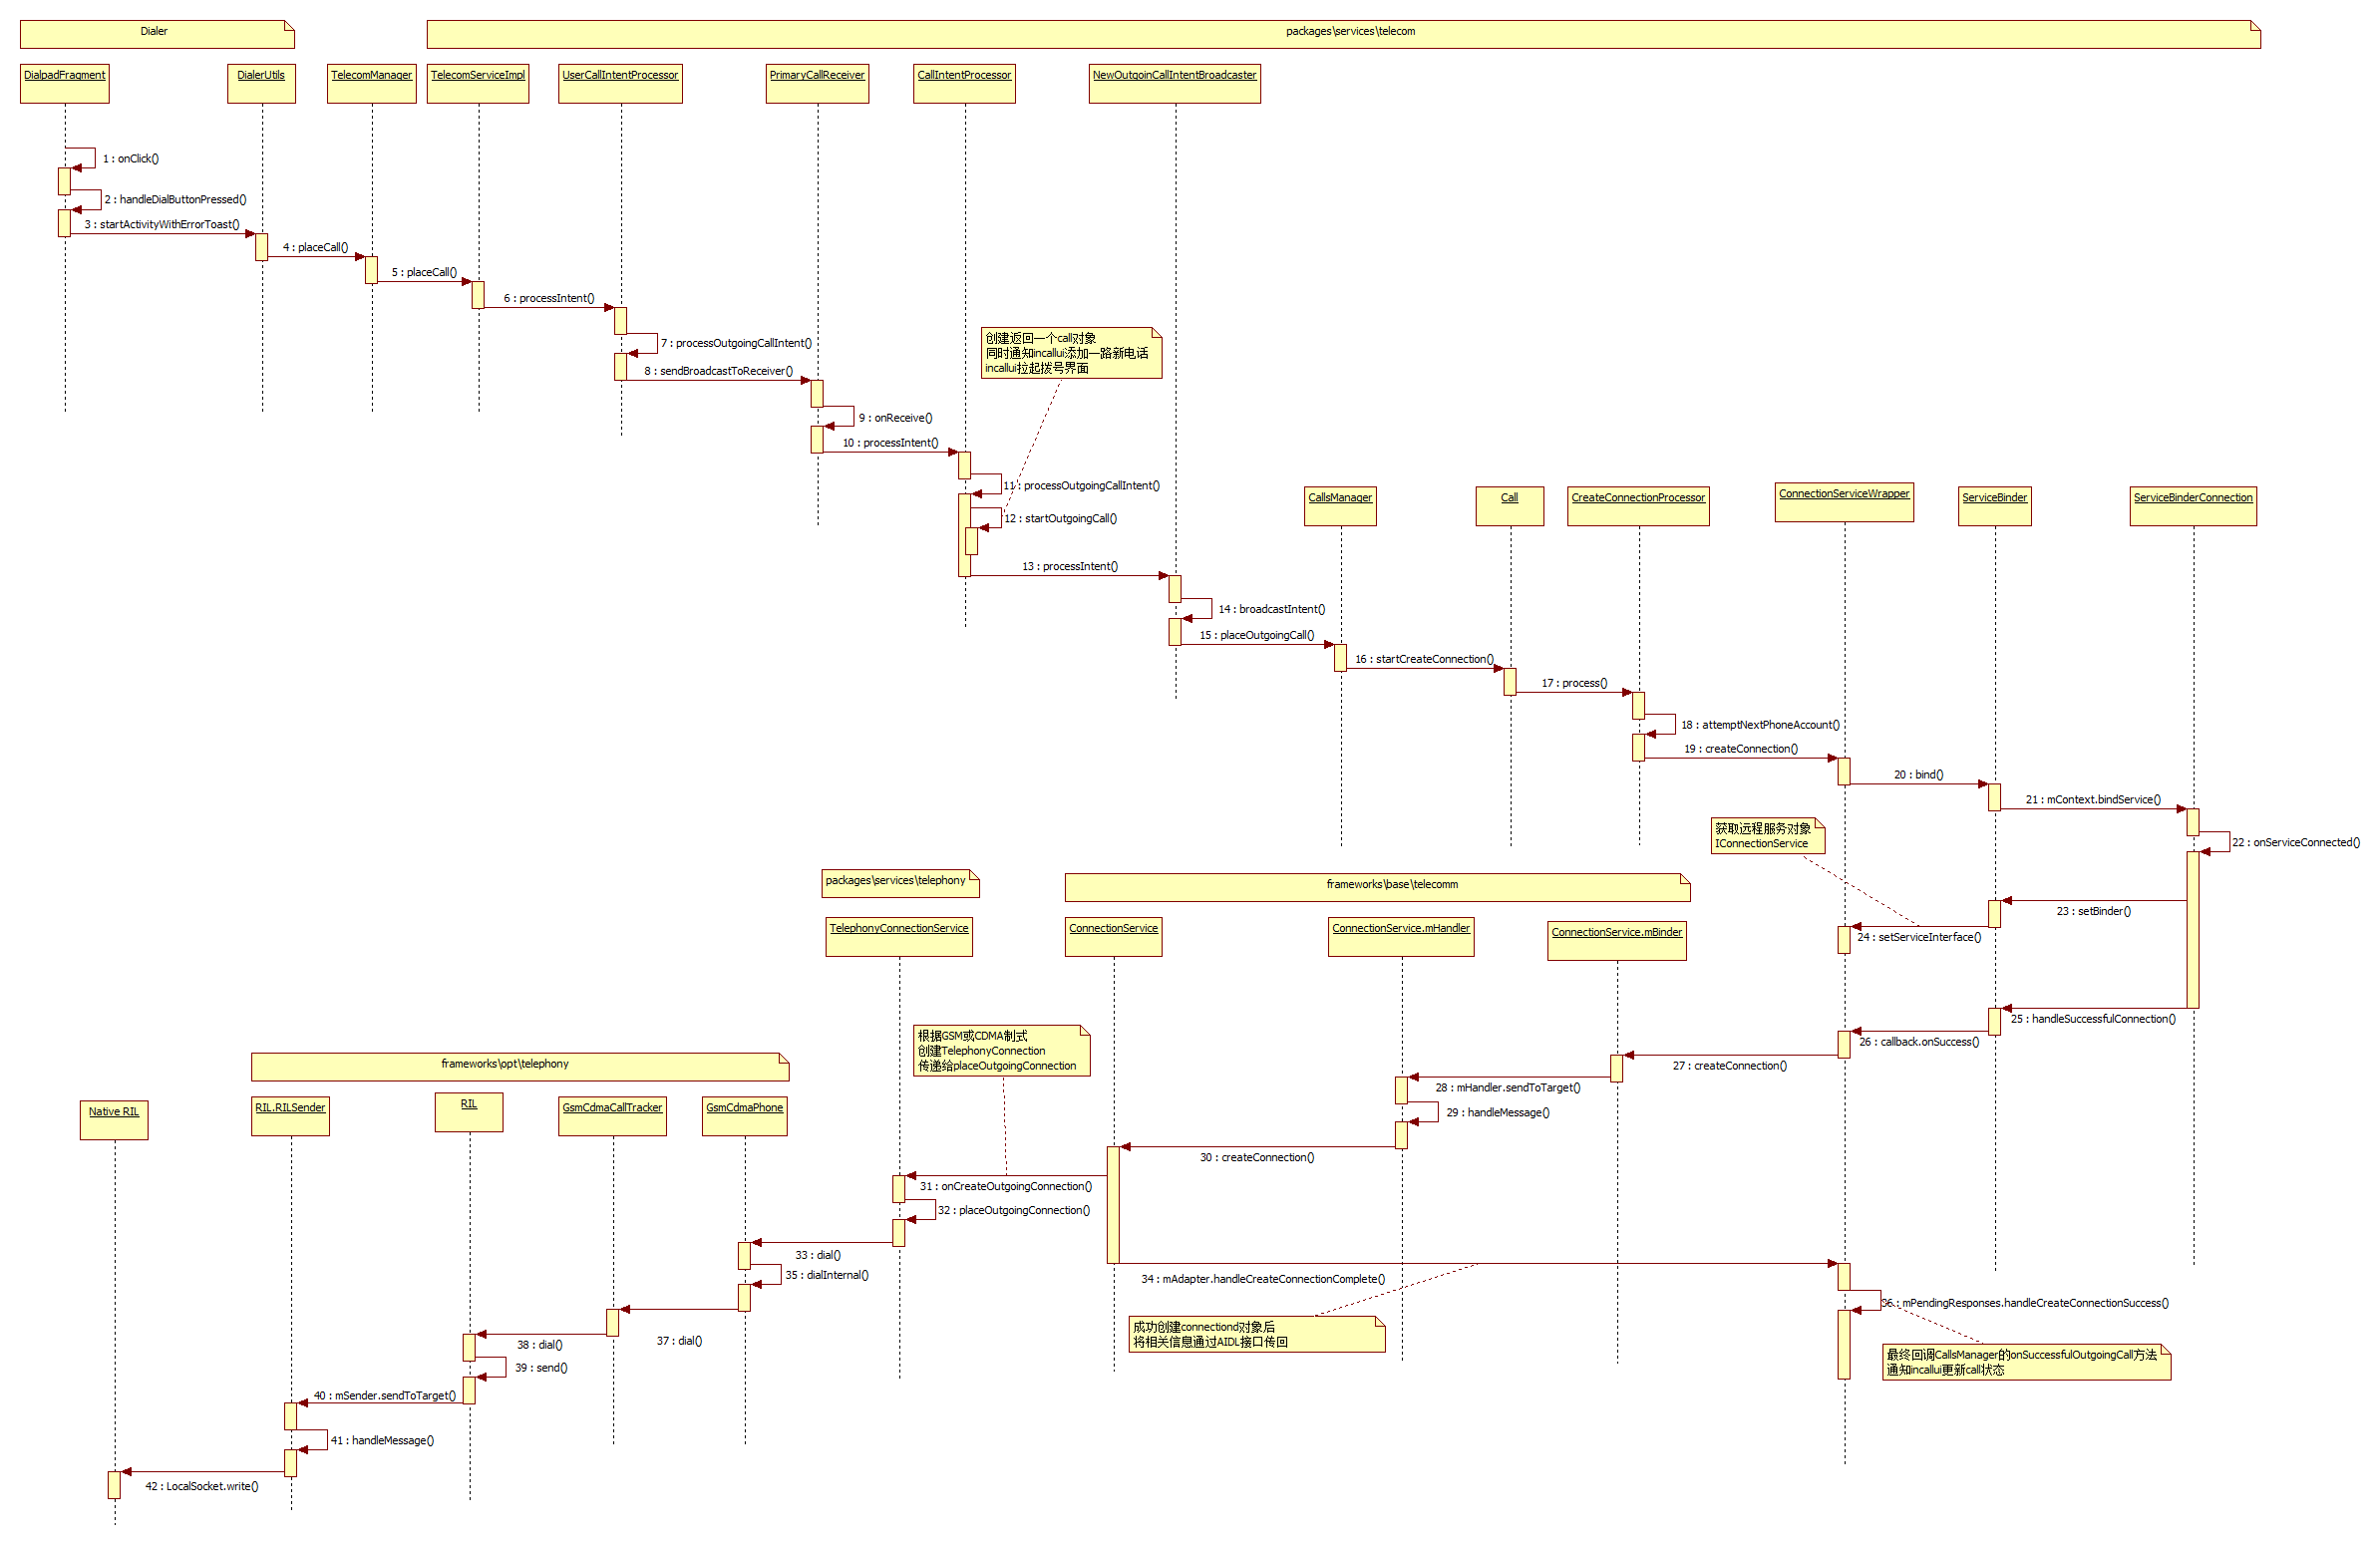 Dialer
packages\services\telecom
DialpadFragment
DialerUtils
TelecomManager
TelecomServiceImpl
UserCallIntentProcessor
PrimaryCallReceiver
CallIntentProcessor
NewOutgoinCallIntentBroadcaster
1 : onClick()
2 : handleDialButtonPressed()
3 : startActivityWithErrorToast()
4 : placeCall()
5 : placeCall()
6 : processIntent()
7 : processOutgoingCallIntent()
8 : sendBroadcastToReceiver()
创建返回一个call对象
同时通知incallui添加一路新电话
incallui拉起拨号界面
9 : onReceive()
10 : processIntent()
11 : processOutgoingCallIntent()
12 : startOutgoingCall()
CallsManager
Call
CreateConnectionProcessor
ConnectionServiceWrapper
ServiceBinder
ServiceBinderConnection
13 : processIntent()
14 : broadcastIntent()
15 : placeOutgoingCall()
16 : startCreateConnection()
17 : process()
18 : attemptNextPhoneAccount()
19 : createConnection()
20 : bind()
21 : mContext.bindService()
获取远程服务对象
IConnectionService
22 : onServiceConnected()
packages\services\telephony
frameworks\base\telecomm
23 : setBinder()
24 : setServiceInterface()
TelephonyConnectionService
ConnectionService
ConnectionService.mHandler
ConnectionService.mBinder
25 : handleSuccessfulConnection()
26 : callback.onSuccess()
根据GSM或CDMA制式
创建TelephonyConnection
传递给placeOutgoingConnection
27 : createConnection()
frameworks\opt\telephony
28 : mHandler.sendToTarget()
29 : handleMessage()
Native RIL
RIL.RILSender
RIL
GsmCdmaCallTracker
GsmCdmaPhone
30 : createConnection()
31 : onCreateOutgoingConnection()
32 : placeOutgoingConnection()
33 : dial()
35 : dialInternal()
34 : mAdapter.handleCreateConnectionComplete()
36 : mPendingResponses.handleCreateConnectionSuccess()
成功创建connectiond对象后
将相关信息通过AIDL接口传回
37 : dial()
38 : dial()
39 : send()
最终回调CallsManager的onSuccessfulOutgoingCall方法
通知incallui更新call状态
40 : mSender.sendToTarget()
41 : handleMessage()
42 : LocalSocket.write()